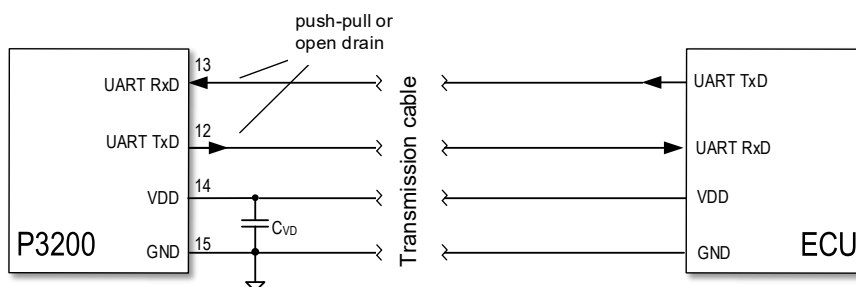 push-pull or
open drain
13
UART RxD
UART TxD
12
UART TxD
UART RxD
Transmission cable
14
VDD
VDD
CVD
P3200
GND
15
GND
ECU